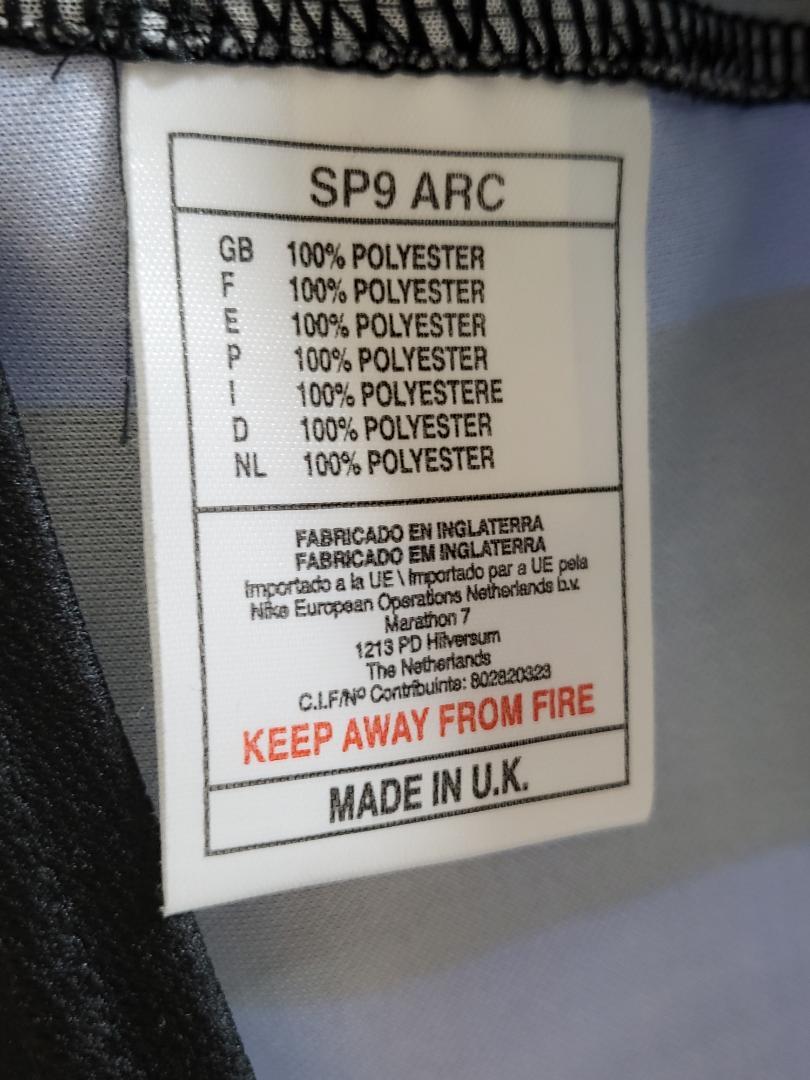 SP9 ARC
GB 100% POLYESTER
F 100% POLYESTER
E 100% POLYESTER
P 100% POLYESTER
I 100% POLYESTERE
D 100% POLYESTER
NL 100% POLYESTER
FABRICADO EN INGLATERRA
FABRICADO EM INGLATERRA
Importado a la UE \ Importado par a UE pela
Nike European Operations Netherlands b.v.
Marathon 7
1213 PD Hilversum
The Netherlands
C.I.F/Nº Contribuinte: 802820323
KEEP AWAY FROM FIRE
MADE IN U.K.